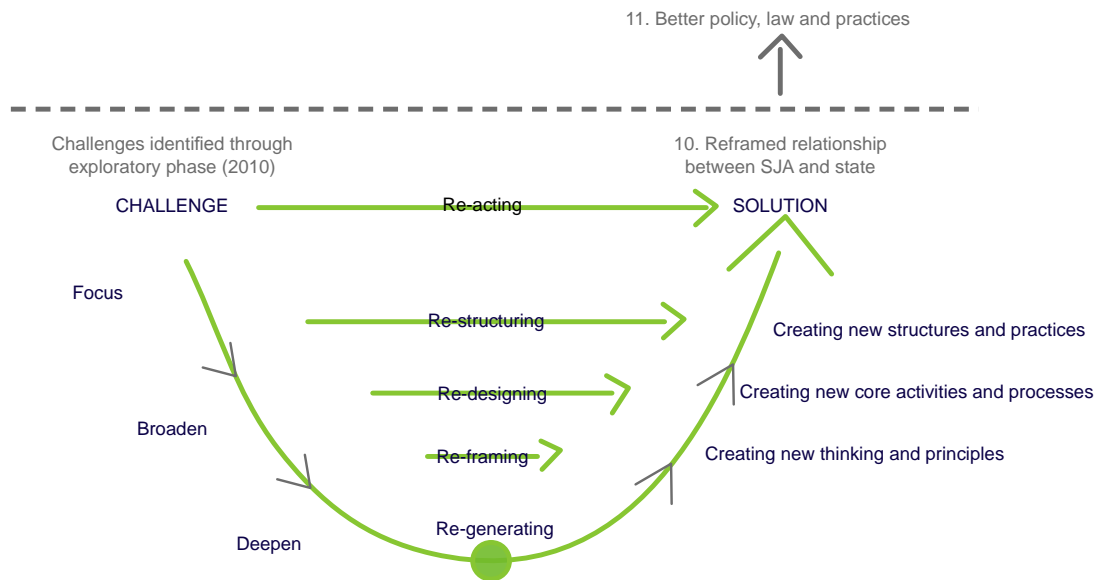 11. Better policy, law and practices
Challenges identified through
exploratory phase (2010)
10. Reframed relationship
between SJA and state
CHALLENGE
Re-acting
SOLUTION
Focus
Re-structuring
Creating new structures and practices
Re-designing
Creating new core activities and processes
Broaden
Re-framing
Creating new thinking and principles
Re-generating
Deepen